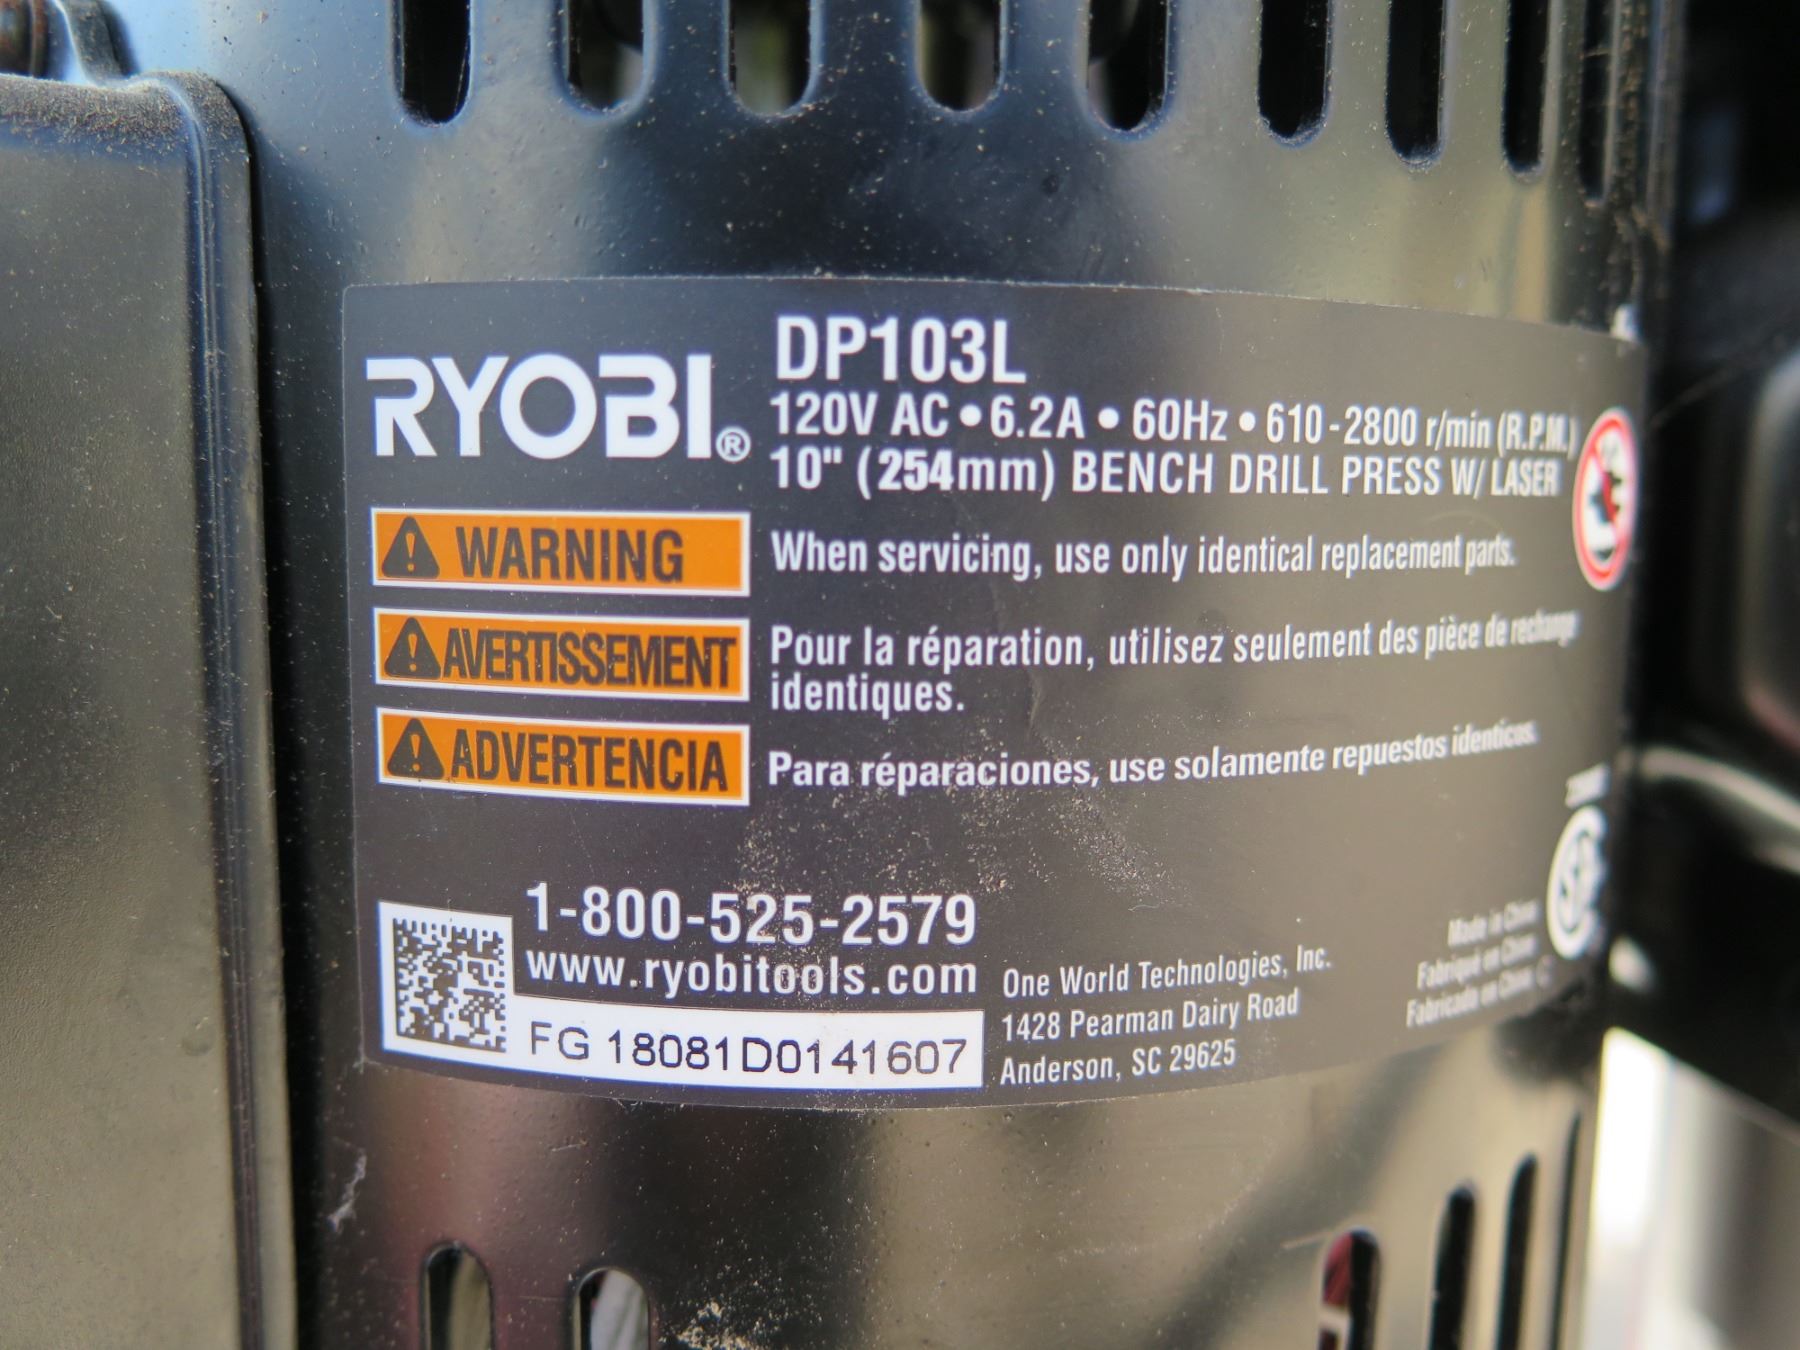 RYOBI®
DP103L
120V AC • 6.2A • 60Hz • 610-2800 r/min (R.P.M.)
10" (254mm) BENCH DRILL PRESS W/ LASER
WARNING
When servicing, use only identical replacement parts.
AVERTISSEMENT
Pour la réparation, utilisez seulement des pièce de rechange
identiques.
ADVERTENCIA
Para réparaciones, use solamente repuestos identicos.
1-800-525-2579
www.ryobitools.com
FG 18081D0141607
One World Technologies, Inc.
1428 Pearman Dairy Road
Anderson, SC 29625
Made in China
Fabriqué en China
Fabricado en China